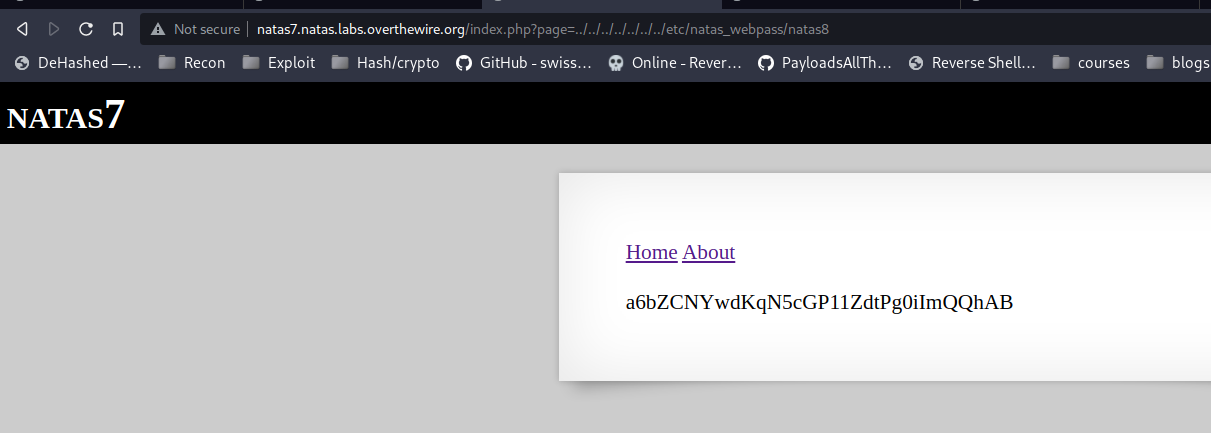 Not secure natas7.natas.labs.overthewire.org/index.php?page=../../../../../../../etc/natas_webpass/natas8
DeHashed —... Recon Exploit Hash/crypto GitHub - swiss... Online - Rever... PayloadsAllTh... Reverse Shell... courses blogs
NATAS7
Home About
a6bZCNYwdKqN5cGP11ZdtPg0iImQQhAB